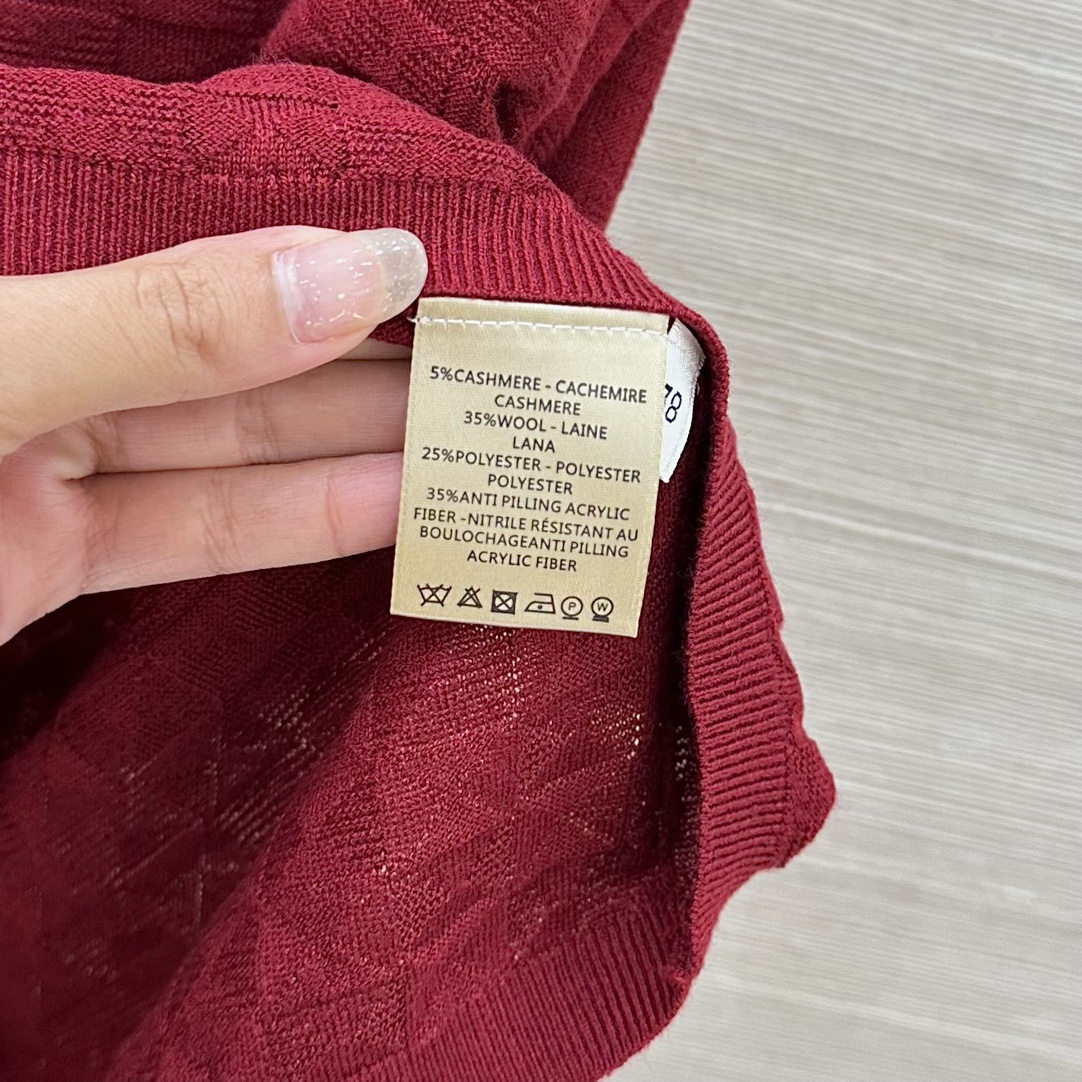 5%CASHMERE - CACHEMIRE
CASHMERE
35%WOOL - LAINE
LANA
25%POLYESTER - POLYESTER
POLYESTER
35%ANTI PILLING ACRYLIC
FIBER -NITRILE RÉSISTANT AU
BOULOCHAGEANTI PILLING
ACRYLIC FIBER
P W